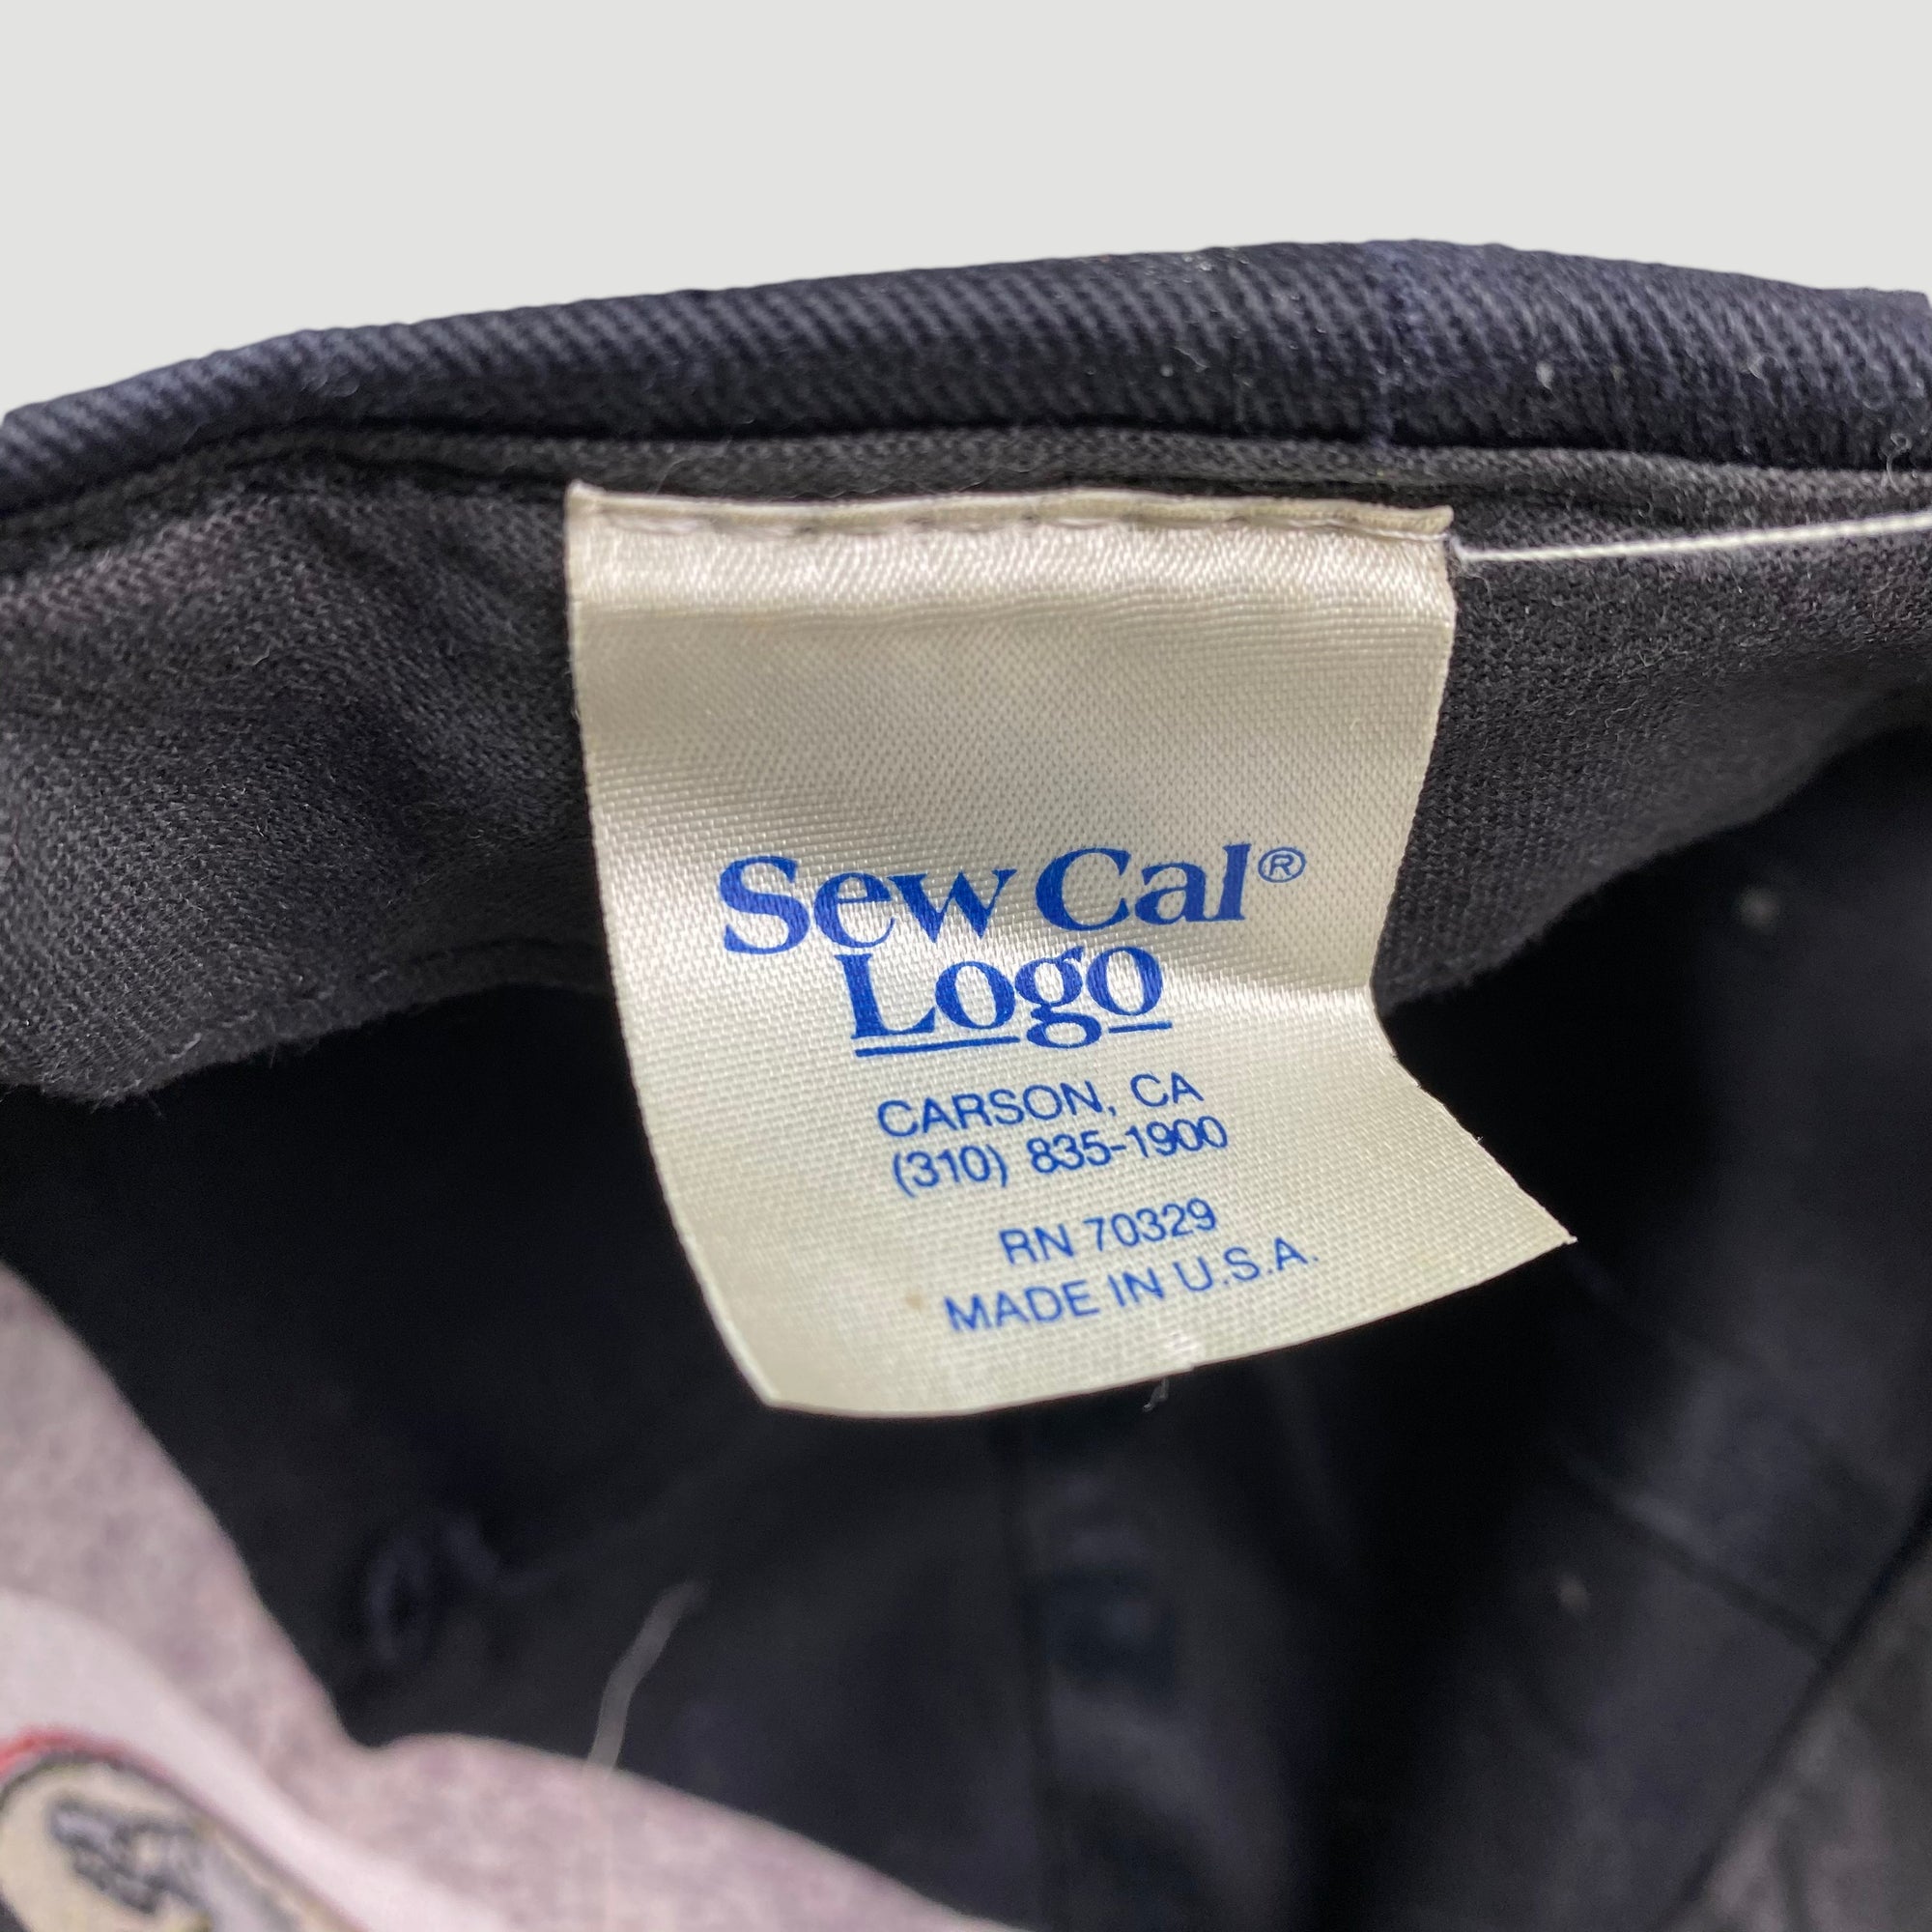 Sew Cal®
Logo
CARSON, CA
(310) 835-1900
RN 70329
MADE IN U.S.A.